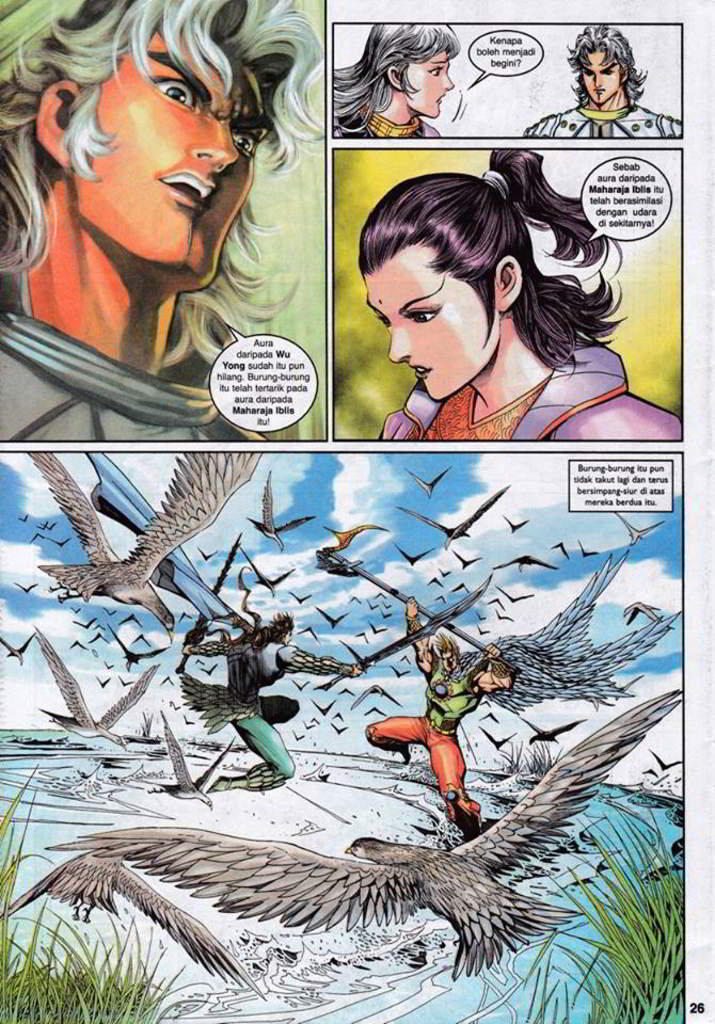 Aura
daripada Wu
Yong sudah itu pun
hilang. Burung-burung
itu telah tertarik pada
aura daripada
Maharaja Iblis
itu!
Kenapa
boleh menjadi
begini?
Sebab
aura daripada
Maharaja Iblis itu
telah berasimilasi
dengan udara
di sekitarnya!
Burung-burung itu pun
tidak takut lagi dan terus
bersimpang-siur di atas
mereka berdua itu.
26